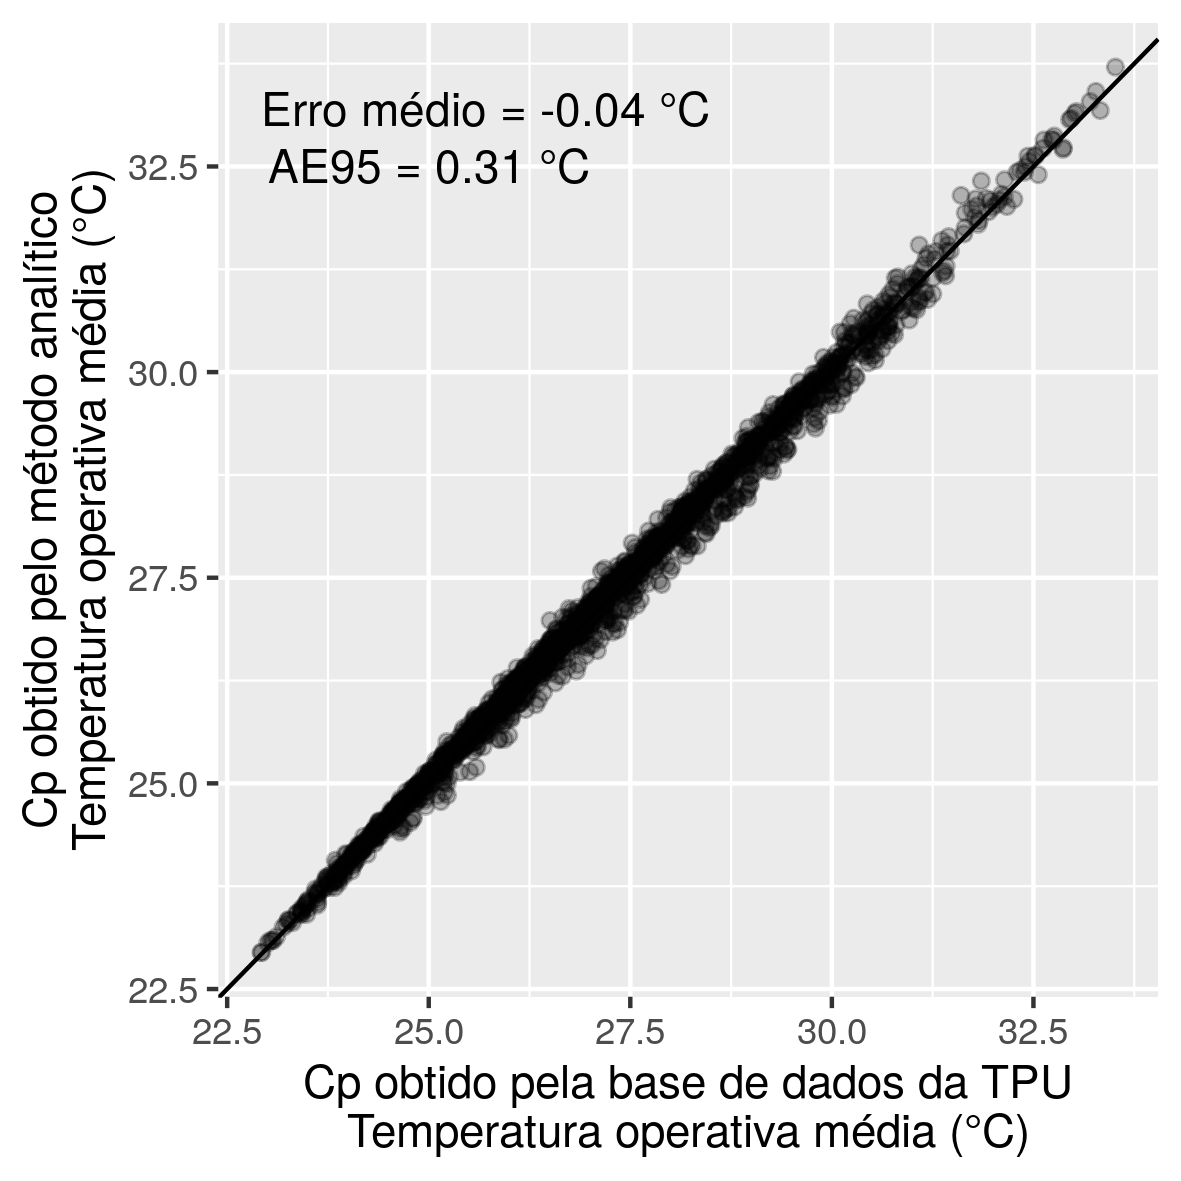 Erro médio = -0.04 °C
AE95 = 0.31 °C
Cp obtido pelo método analítico
Temperatura operativa média (°C)
32.5
30.0
27.5
25.0
22.5
22.5 25.0 27.5 30.0 32.5
Cp obtido pela base de dados da TPU
Temperatura operativa média (°C)